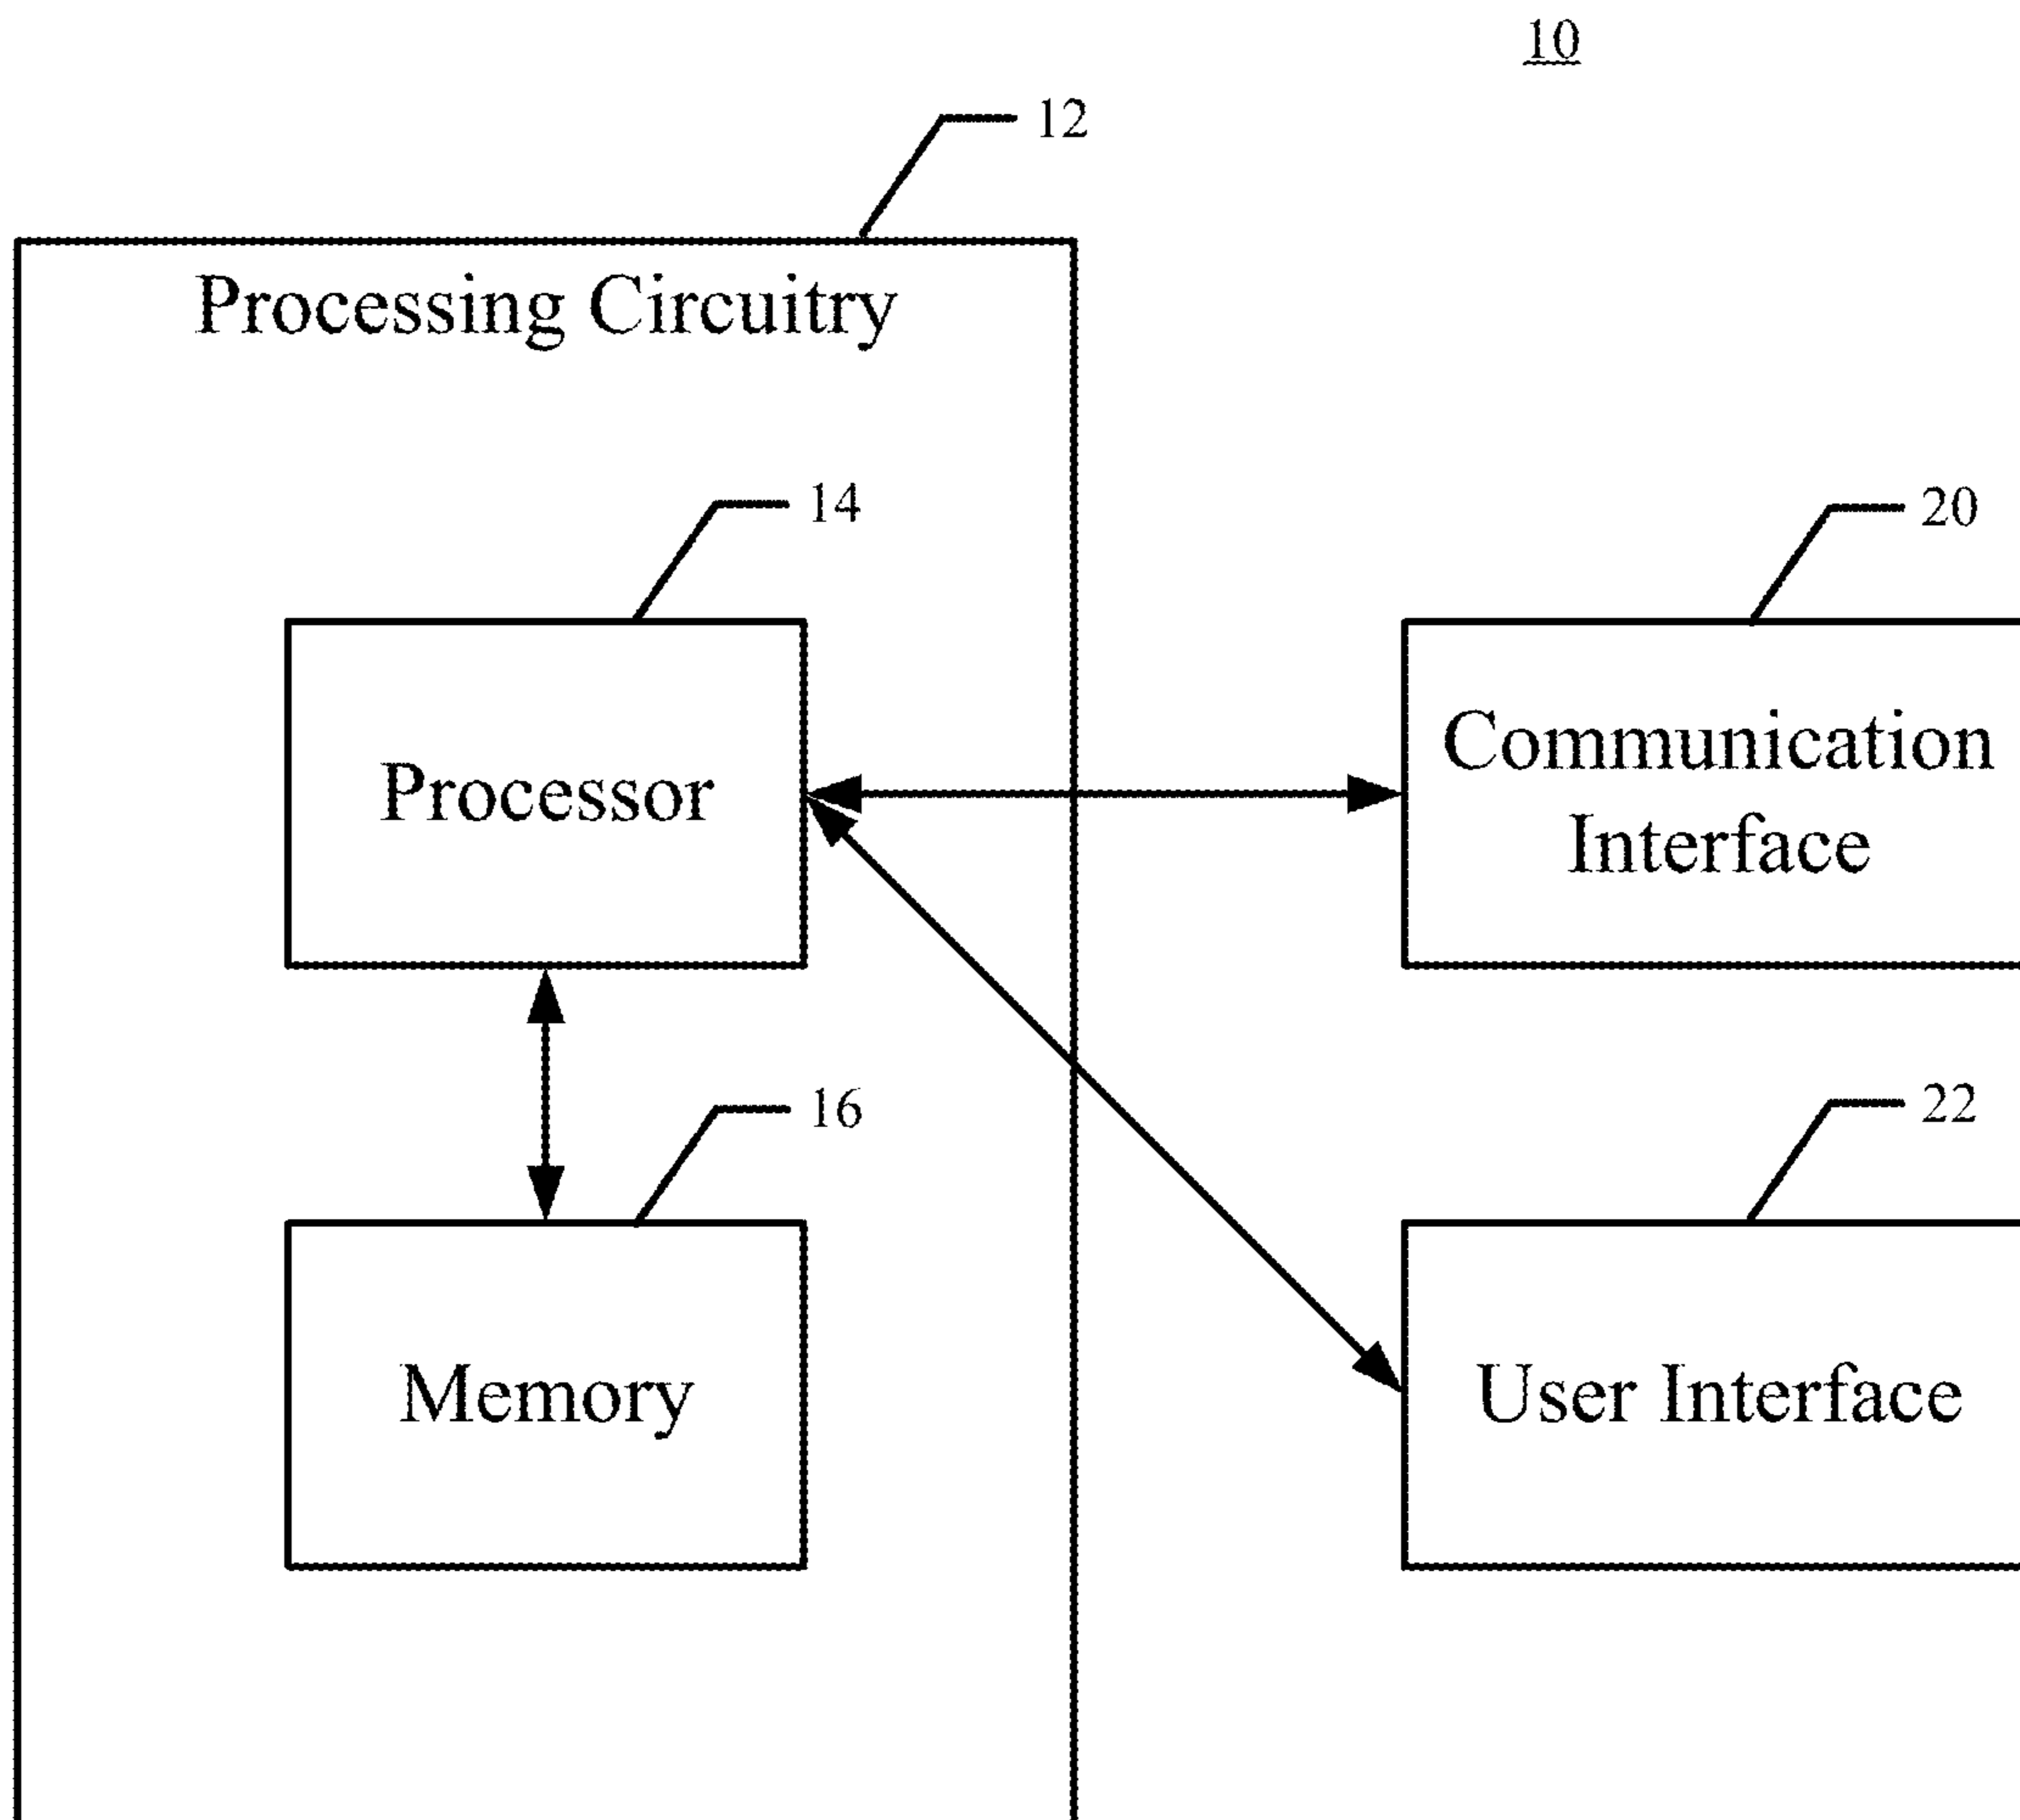 10
12
Processing Circuitry
14
20
Processor
Communication
Interface
16
22
Memory
User Interface